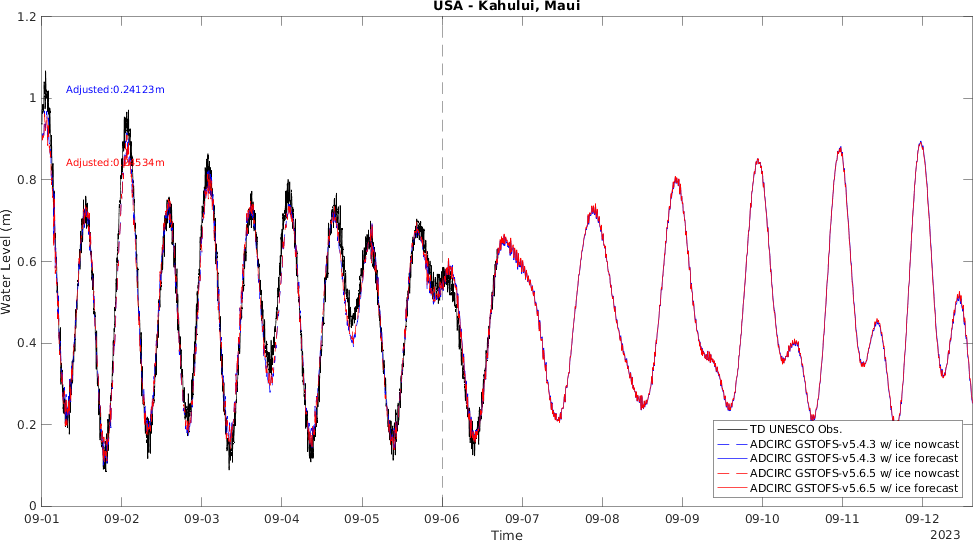 USA - Kahului, Maui
1.2
1
0.8
0.6
0.4
0.2
0
Water Level (m)
Adjusted:0.24123m
TD UNESCO Obs.
ADCIRC GSTOFS-v5.4.3 w/ ice nowcast
ADCIRC GSTOFS-v5.4.3 w/ ice forecast
ADCIRC GSTOFS-v5.6.5 w/ ice nowcast
ADCIRC GSTOFS-v5.6.5 w/ ice forecast
09-01 09-02 09-03 09-04 09-05 09-06 09-07 09-08 09-09 09-10 09-11 09-12
Time
2023